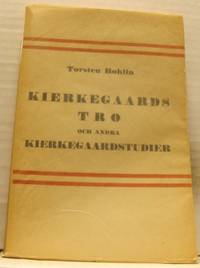 Torsten Bohlin
KIERKEGAARDS
TRO
OCH ANDRA
KIERKEGAARDSTUDIER